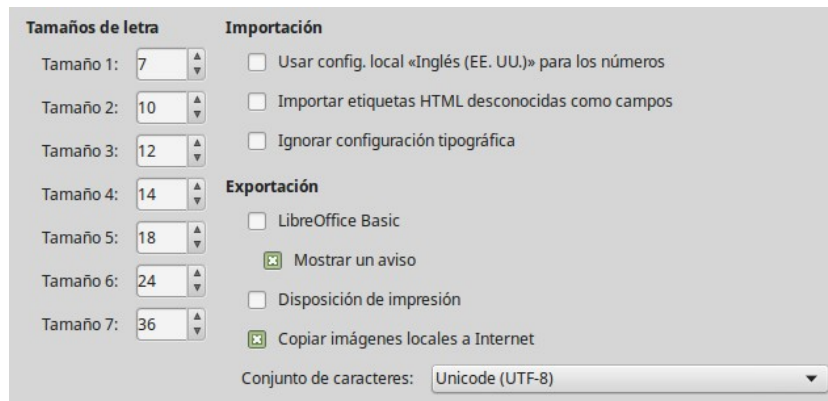 Tamaños de letra
Tamaño 1: 7
Tamaño 2: 10
Tamaño 3: 12
Tamaño 4: 14
Tamaño 5: 18
Tamaño 6: 24
Tamaño 7: 36
Importación
Usar config. local «Inglés (EE. UU.)» para los números
Importar etiquetas HTML desconocidas como campos
Ignorar configuración tipográfica
Exportación
LibreOffice Basic
Mostrar un aviso
Disposición de impresión
Copiar imágenes locales a Internet
Conjunto de caracteres: Unicode (UTF-8)